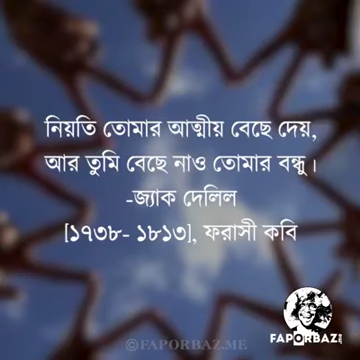 নিয়তি তোমার আত্মীয় বেছে দেয়,
আর তুমি বেছে নাও তোমার বন্ধু।
-জ্যাক দেলিল
[১৭৩৮- ১৮১৩], ফরাসী কবি
FAPORBAZ
©FAPORBAZ.ME